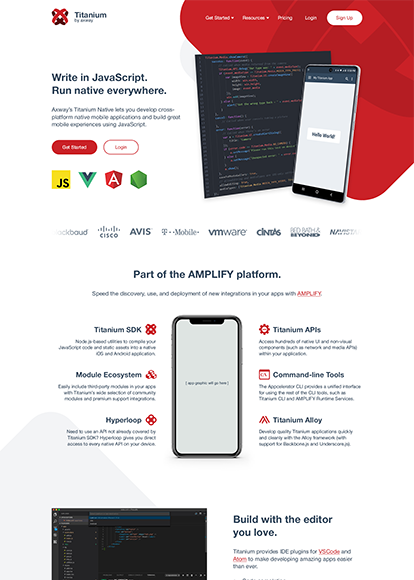 Titanium
by axway
Get Started
Resources
Pricing
Login
Sign Up
Write in JavaScript.
Run native everywhere.
Axway's Titanium Native lets you develop cross-
platform native mobile applications and build great
mobile experiences using JavaScript.
Get Started
Login
JS
Hello World!
ckbaud
CISCO
AVIS
T··Mobile·
vmware
CINTAS
BED BATH &
BEYOND
Part of the AMPLIFY platform.
Speed the discovery, use, and deployment of new integrations in your apps with AMPLIFY.
Titanium SDK
Node.js-based utilities to compile your
JavaScript code and static assets into a native
iOS and Android application.
Module Ecosystem
Easily include third-party modules in your apps
with Titanium's wide selection of community
modules and premium support integrations.
Hyperloop
Need to use an API not already covered by
Titanium SDK? Hyperloop gives you direct
access to every native API on your device.
[ app graphic will go here ]
Titanium APIs
Access hundreds of native UI and non-visual
components (such as network and media APIs)
within your application.
Command-line Tools
The Appcelerator CLI provides a unified interface
for using the rest of the CLI tools, such as
Titanium CLI and AMPLIFY Runtime Services.
Titanium Alloy
Develop quality Titanium applications quickly
and cleanly with the Alloy framework (with
support for Backbone.js and Underscore.js).
Build with the editor
you love.
Titanium provides IDE plugins for VSCode and
Atom to make developing amazing apps easier
than ever.